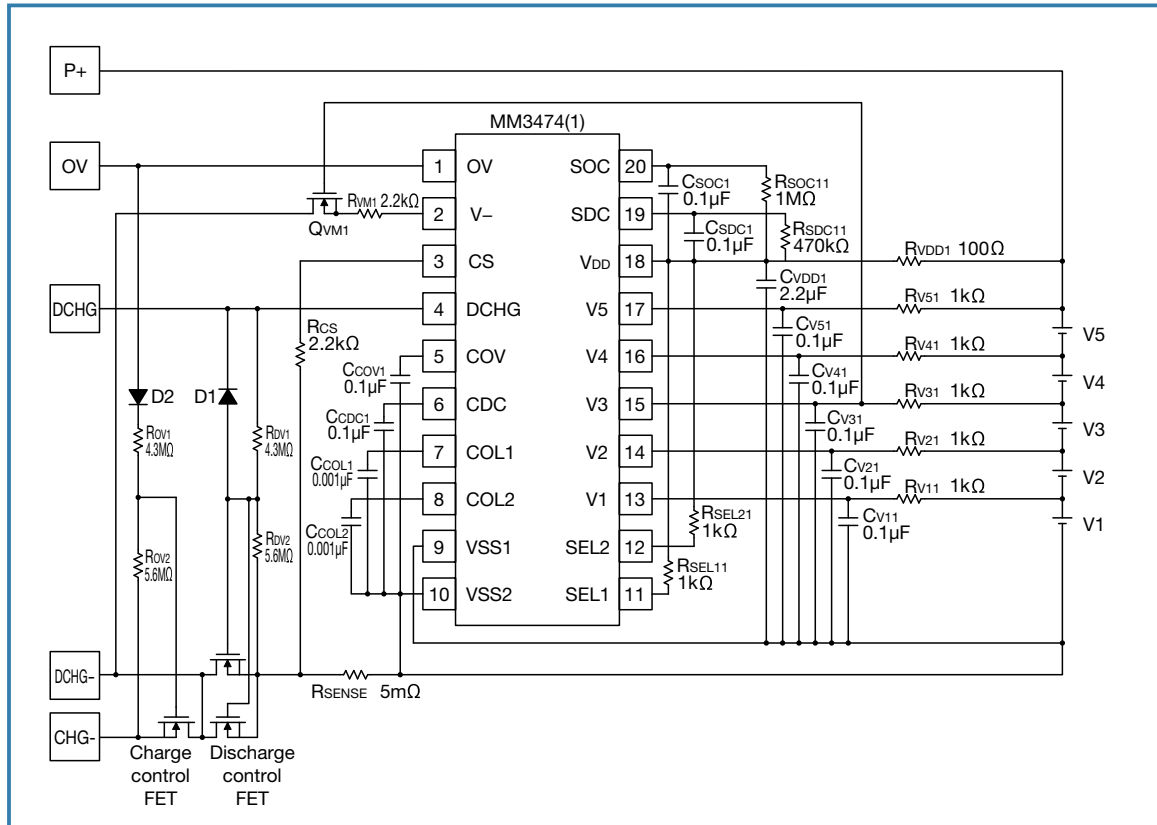 P+
MM3474(1)
OV
1 OV
SOC 20
CSOC1
0.1µF
RSOC11
1MΩ
RVM1 2.2kΩ
2 V–
SDC 19
QVM1
CSDC1
0.1µF
RSDC11
470kΩ
3 CS
VDD 18
RVDD1 100Ω
CVDD1
2.2µF
DCHG
4 DCHG
V5 17
RV51 1kΩ
RCS
2.2kΩ
CV51
0.1µF
V5
5 COV
V4 16
RV41 1kΩ
CCOV1
0.1µF
CV41
0.1µF
V4
D2
D1
6 CDC
V3 15
RV31 1kΩ
CCDC1
0.1µF
CV31
0.1µF
V3
ROV1
4.3MΩ
RDV1
4.3MΩ
7 COL1
V2 14
RV21 1kΩ
CCOL1
0.001µF
CV21
0.1µF
V2
8 COL2
V1 13
RV11 1kΩ
CCOL2
0.001µF
RSEL21
1kΩ
CV11
0.1µF
V1
ROV2
5.6MΩ
RDV2
5.6MΩ
9 VSS1
SEL2 12
RSEL11
1kΩ
10 VSS2
SEL1 11
DCHG–
RSENSE 5mΩ
CHG-
Charge
control
FET
Discharge
control
FET